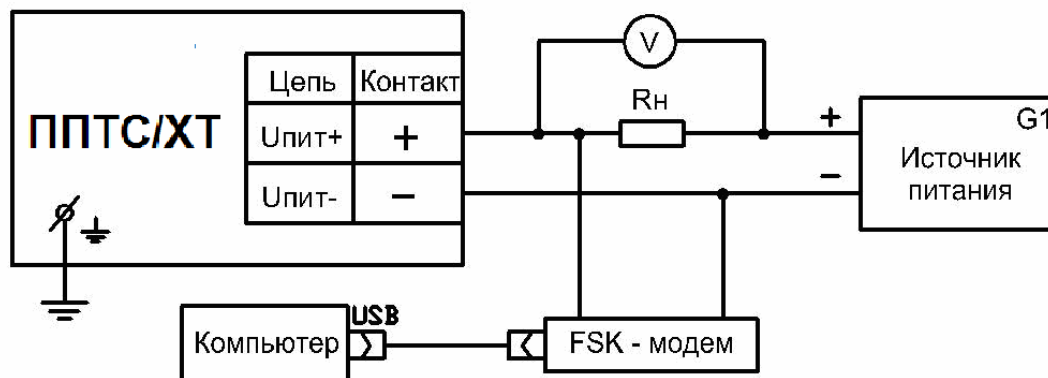 ППТС/ХТ
Цепь Контакт
Uпит+ +
Uпит- −
V
Rн
+
−
G1
Источник
питания
Компьютер
USB
FSK - модем